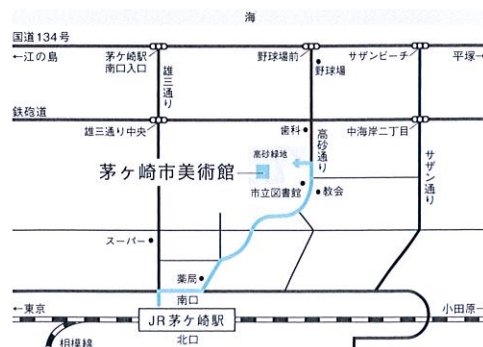 海
国道134号
←江の島
茅ヶ崎駅
南口入口
野球場前
サザンビーチ
平塚→
野球場
雄三通り
鉄砲道
雄三通り中央
歯科
高砂通り
中海岸二丁目
高砂緑地
茅ヶ崎市美術館
市立図書館
教会
サザン通り
スーパー
薬局
南口
←東京
JR茅ヶ崎駅
小田原→
北口
相模線